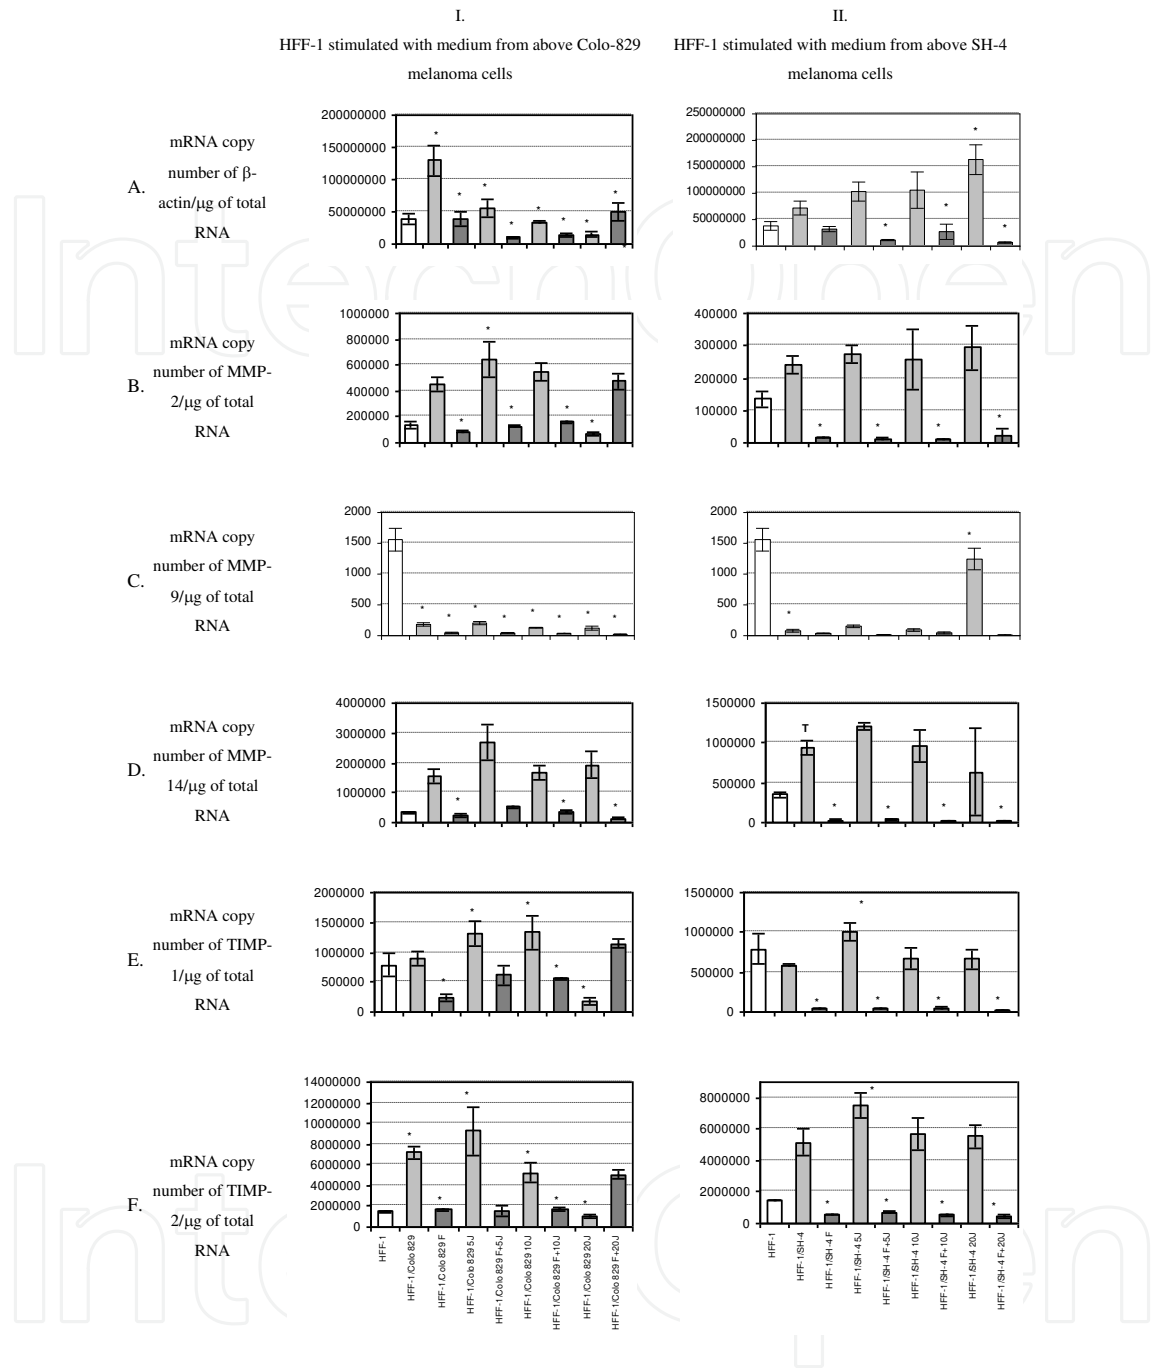 I.
HFF-1 stimulated with medium from above Colo-829
melanoma cells
II.
HFF-1 stimulated with medium from above SH-4
melanoma cells
A.
mRNA copy
number of β-
actin/μg of total
RNA
200000000
150000000
100000000
50000000
0
* * * * * * * *
250000000
200000000
150000000
100000000
50000000
0
* * * *
B.
mRNA copy
number of MMP-
2/μg of total
RNA
1000000
800000
600000
400000
200000
0
* * * * *
400000
300000
200000
100000
0
* * * *
C.
mRNA copy
number of MMP-
9/μg of total
RNA
2000
1500
1000
500
0
* * * * * * * *
2000
1500
1000
500
0
* *
D.
mRNA copy
number of MMP-
14/μg of total
RNA
4000000
3000000
2000000
1000000
0
* * *
1500000
1000000
500000
0
T
* * * *
E.
mRNA copy
number of TIMP-
1/μg of total
RNA
2000000
1500000
1000000
500000
0
* * * * *
1500000
1000000
500000
0
* * * * *
F.
mRNA copy
number of TIMP-
2/μg of total
RNA
14000000
12000000
10000000
8000000
6000000
4000000
2000000
0
* * * * * *
HFF-1
HFF-1/Colo 829
HFF-1/Colo 829 F
HFF-1/Colo 829 5J
HFF-1/Colo 829 F+5J
HFF-1/Colo 829 10J
HFF-1/Colo 829 F+10J
HFF-1/Colo 829 20J
HFF-1/Colo 829 F+20J
8000000
6000000
4000000
2000000
0
* * * * *
HFF-1
HFF-1/SH-4
HFF-1/SH-4 F
HFF-1/SH-4 5J
HFF-1/SH-4 F+5J
HFF-1/SH-4 10J
HFF-1/SH-4 F+10J
HFF-1/SH-4 20J
HFF-1/SH-4 F+20J